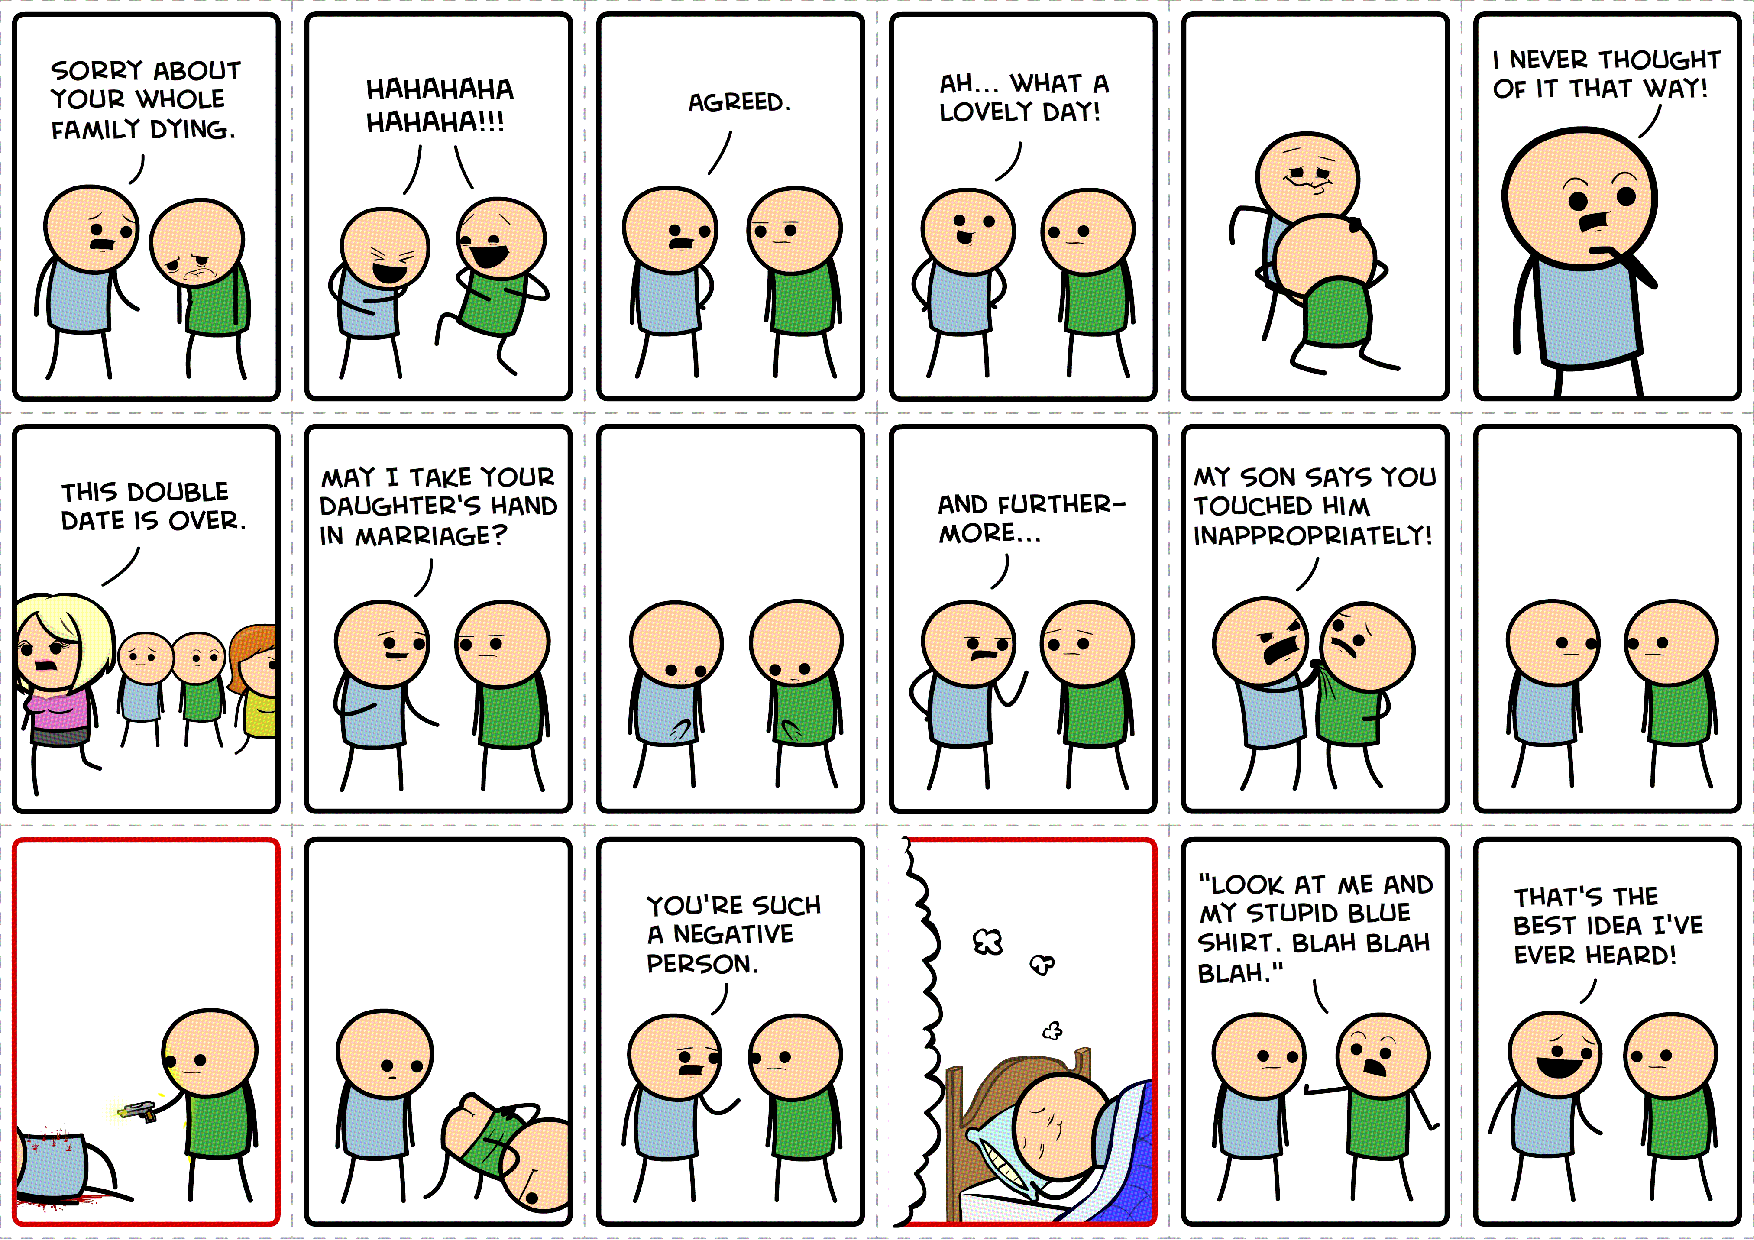 SORRY ABOUT
YOUR WHOLE
FAMILY DYING.
HAHAHAHA
HAHAHA!!!
AGREED.
AH... WHAT A
LOVELY DAY!
I NEVER THOUGHT
OF IT THAT WAY!
THIS DOUBLE
DATE IS OVER.
MAY I TAKE YOUR
DAUGHTER'S HAND
IN MARRIAGE?
AND FURTHER-
MORE...
MY SON SAYS YOU
TOUCHED HIM
INAPPROPRIATELY!
YOU'RE SUCH
A NEGATIVE
PERSON.
"LOOK AT ME AND
MY STUPID BLUE
SHIRT. BLAH BLAH
BLAH."
THAT'S THE
BEST IDEA I'VE
EVER HEARD!